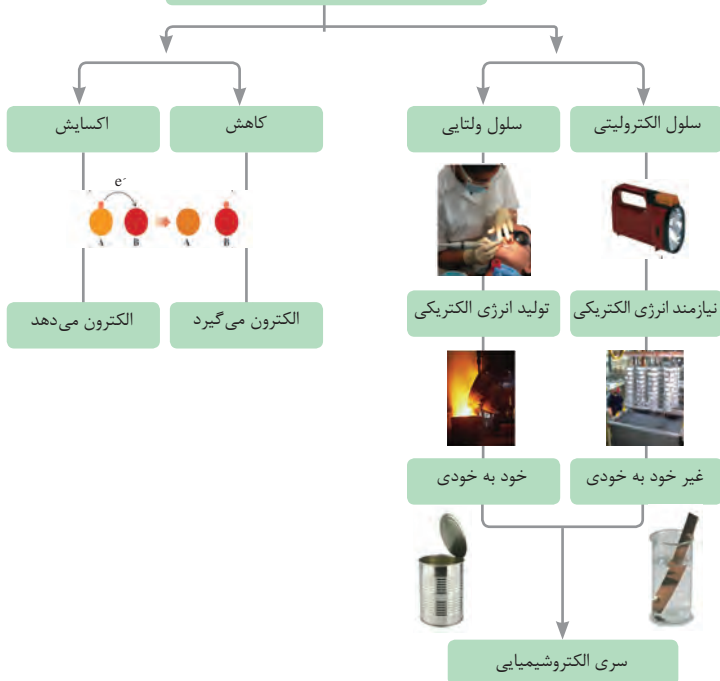 سلول الکترولیتی
سلول ولتایی
کاهش
اکسایش
e-
A
B
A
B
نیازمند انرژی الکتریکی
تولید انرژی الکتریکی
الکترون می‌گیرد
الکترون می‌دهد
غیر خود به خودی
خود به خودی
سری الکتروشیمیایی